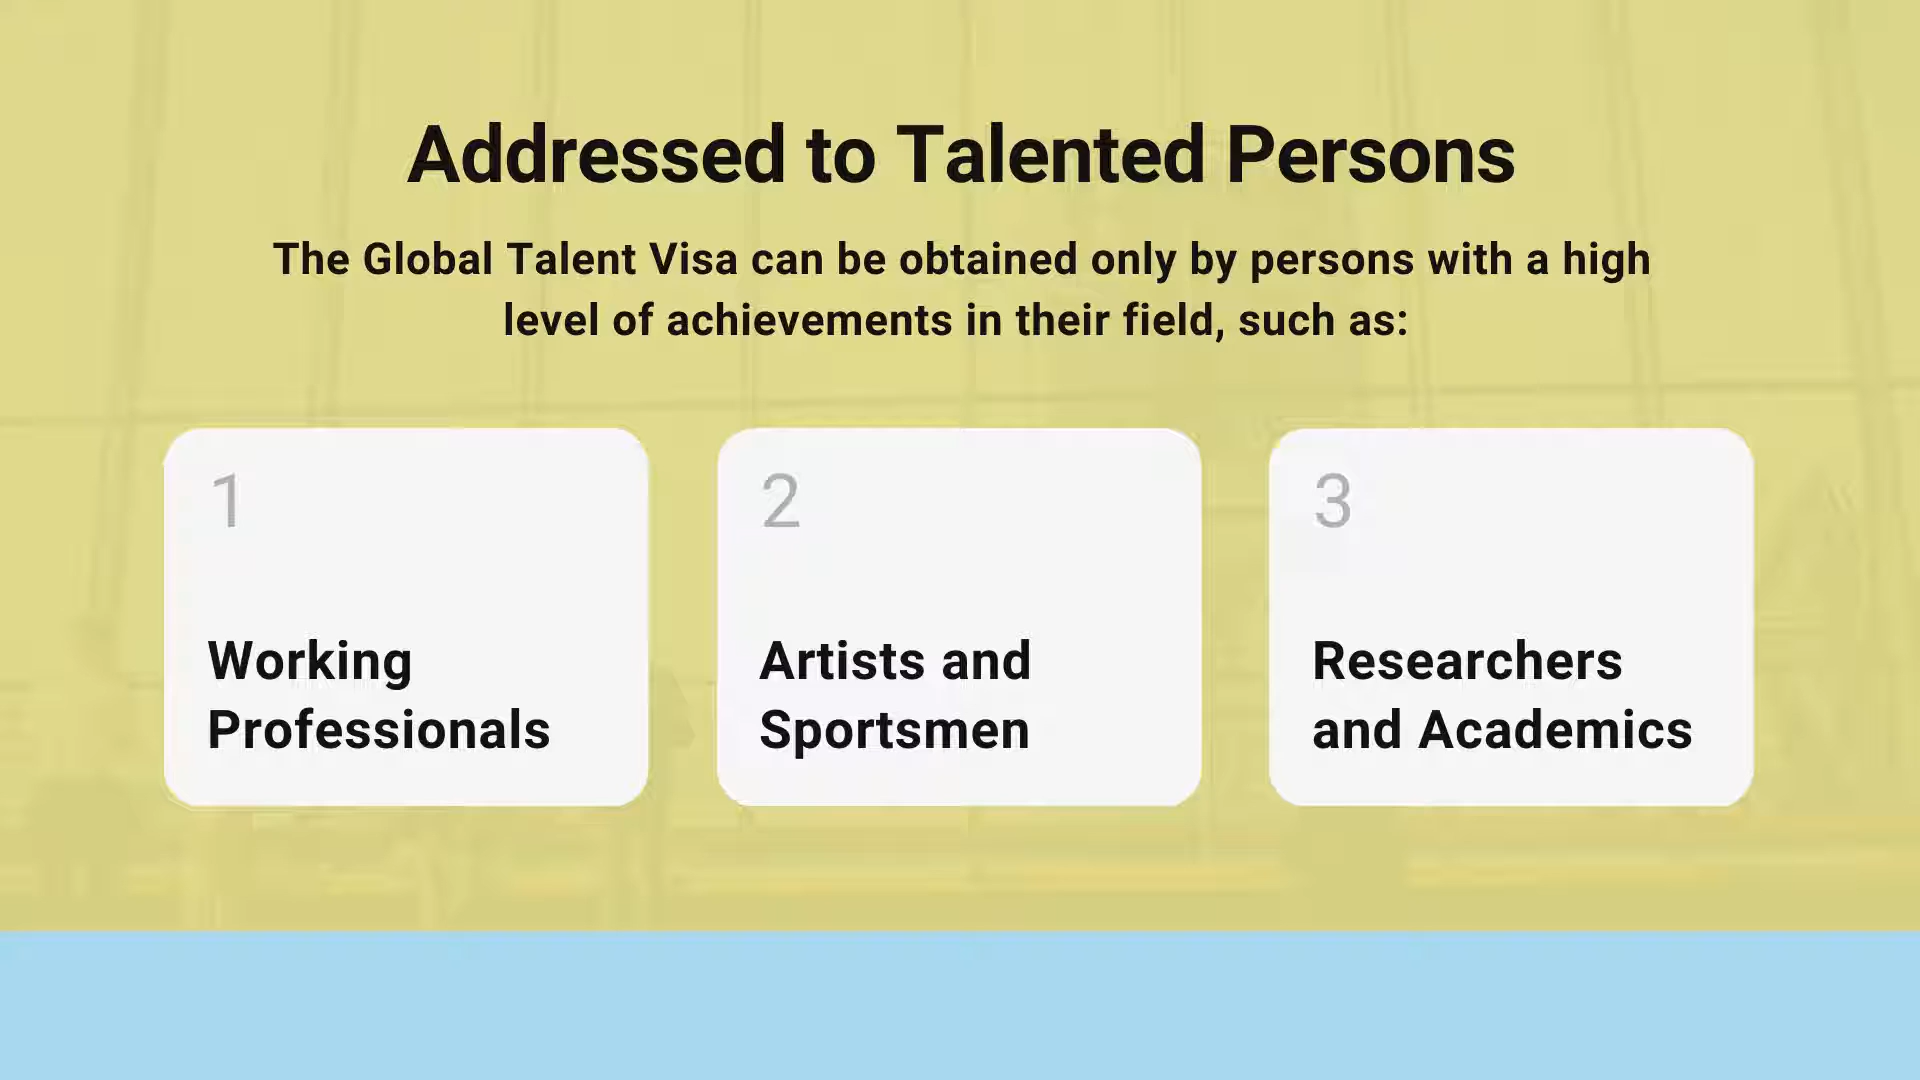 Addressed to Talented Persons
The Global Talent Visa can be obtained only by persons with a high
level of achievements in their field, such as:
1
Working
Professionals
2
Artists and
Sportsmen
3
Researchers
and Academics